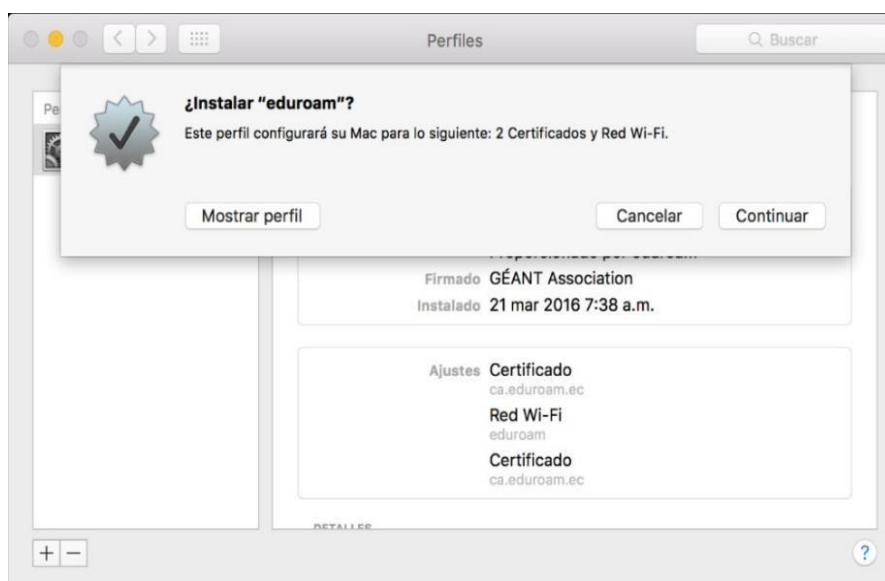 Perfiles
Buscar
Pe
¿Instalar “eduroam”?
Este perfil configurará su Mac para lo siguiente: 2 Certificados y Red Wi-Fi.
Mostrar perfil
Cancelar
Continuar
Firmado GÉANT Association
Instalado 21 mar 2016 7:38 a.m.
Ajustes Certificado
ca.eduroam.ec
Red Wi-Fi
eduroam
Certificado
ca.eduroam.ec
DETALLES
+ −
?